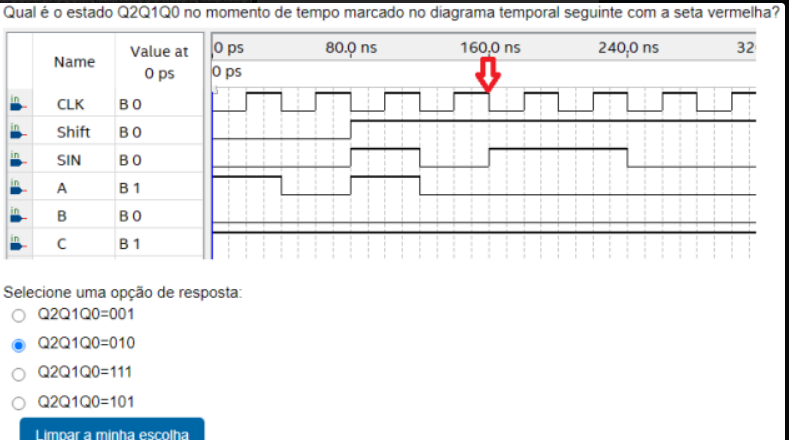 Qual é o estado Q2Q1Q0 no momento de tempo marcado no diagrama temporal seguinte com a seta vermelha?
Name Value at 0 ps
0 ps 80.0 ns 160.0 ns 240.0 ns 32
0 ps
in CLK B 0
in Shift B 0
in SIN B 0
in A B 1
in B B 0
in C B 1
Selecione uma opção de resposta:
Q2Q1Q0=001
Q2Q1Q0=010
Q2Q1Q0=111
Q2Q1Q0=101
Limpar a minha escolha